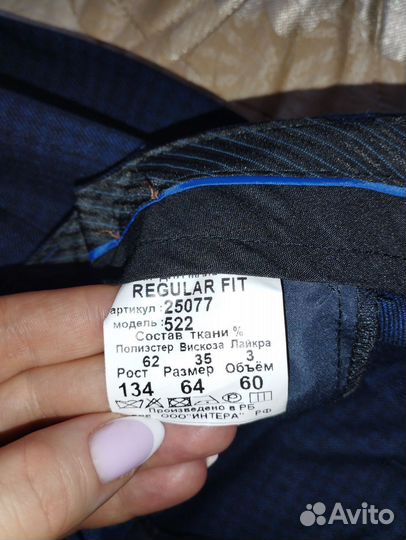 REGULAR FIT
артикул :25077
модель :522
Состав ткани %
Полиэстер Вискоза Лайкра
62 35 3
Рост Размер Объём
134 64 60
Произведено в РБ
ООО"ИНТЕРА" РФ
Avito